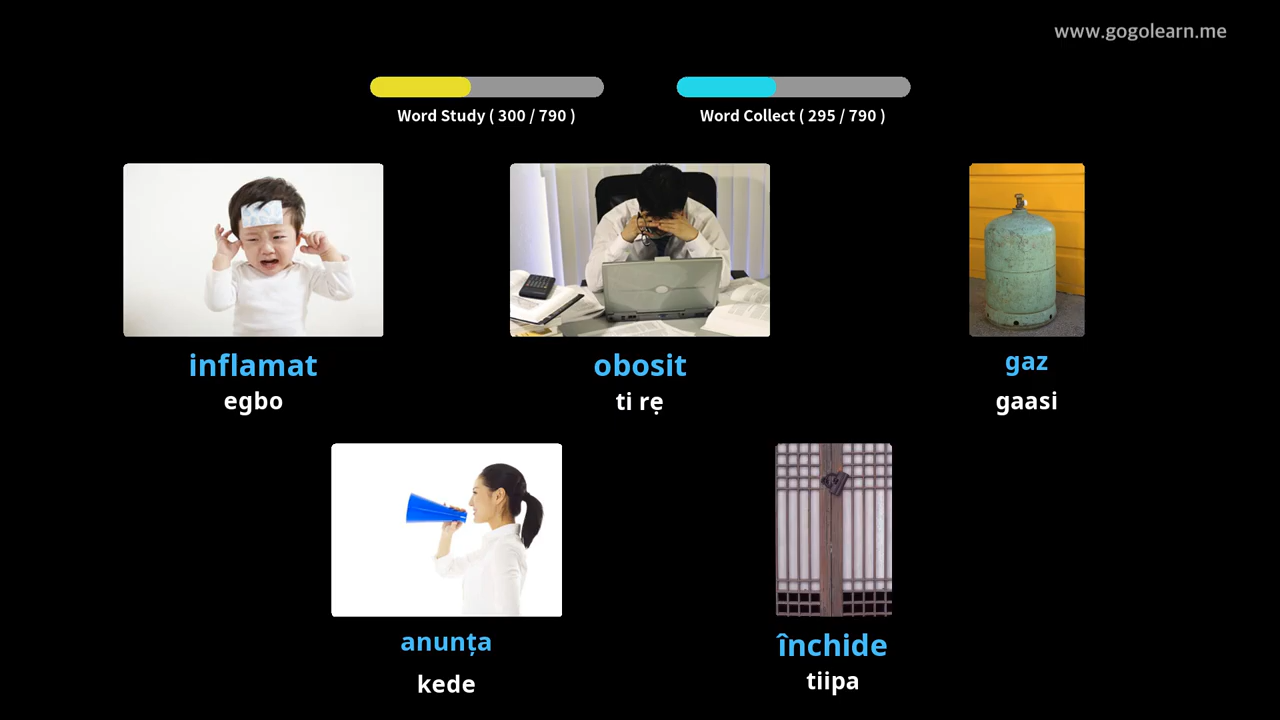 www.gogolearn.me
Word Study ( 300 / 790 )
Word Collect ( 295 / 790 )
inflamat
egbo
obosit
ti rẹ
gaz
gaasi
anunța
kede
închide
tiipa